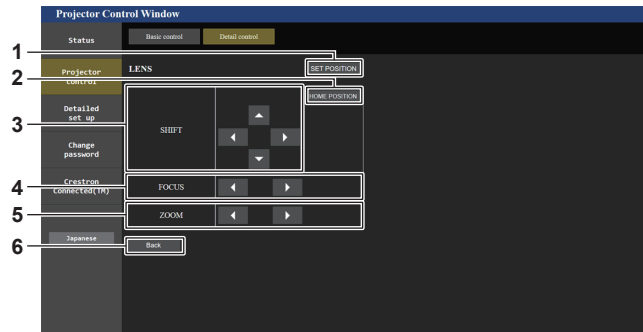 Projector Control Window
Status
Basic control
Detail control
1
2
LENS
SET POSITION
Projector
control
HOME POSITION
Detailed
set up
3
SHIFT
Change
password
Crestron
Connected(TM)
4
FOCUS
5
ZOOM
Japanese
6
Back